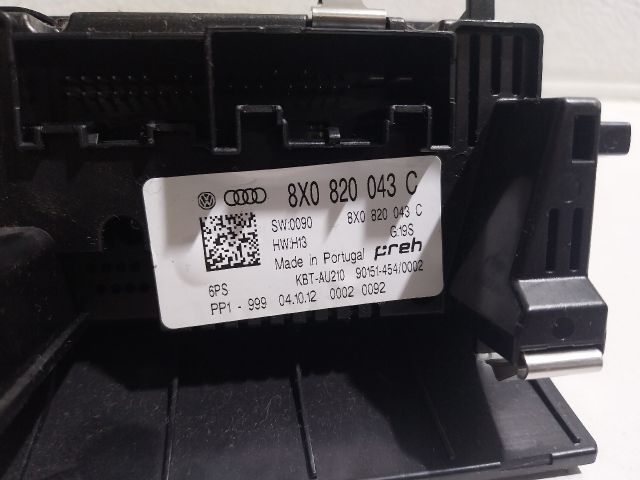 8X0 820 043 C
SW:0090 8X0 820 043 C
HW:H13 G.19S
Made in Portugal preh
KBT-AU210 90151-454/0002
6PS
PP1 - 999 04.10.12 0002 0092